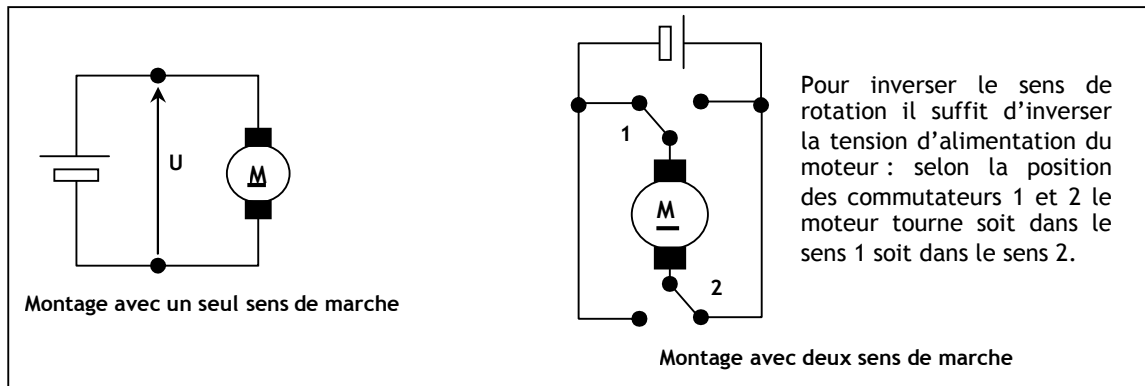 U
M
Montage avec un seul sens de marche
1
M
2
Pour inverser le sens de
rotation il suffit d’inverser
la tension d’alimentation du
moteur : selon la position
des commutateurs 1 et 2 le
moteur tourne soit dans le
sens 1 soit dans le sens 2.
Montage avec deux sens de marche